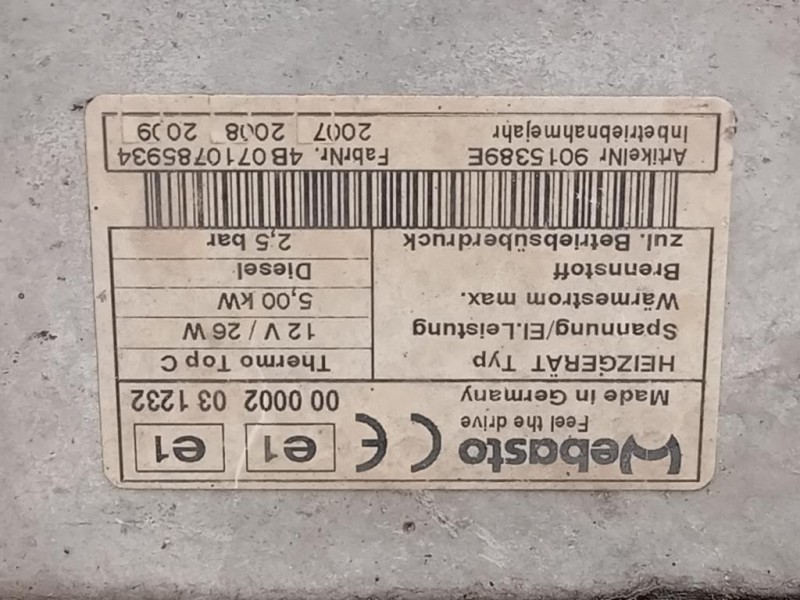 Webasto CE e1 e1
Feel the drive
Made in Germany 00 0002 03 1232
HEIZGERÄT Typ Thermo Top C
Spannung/El.Leistung 12 V / 26 W
Wärmestrom max. 5,00 kW
Brennstoff Diesel
zul. Betriebsüberdruck 2,5 bar
ArtikelNr 9015389E FabrNr. 4B0710785934
Inbetriebnahmejahr 2007 2008 2009